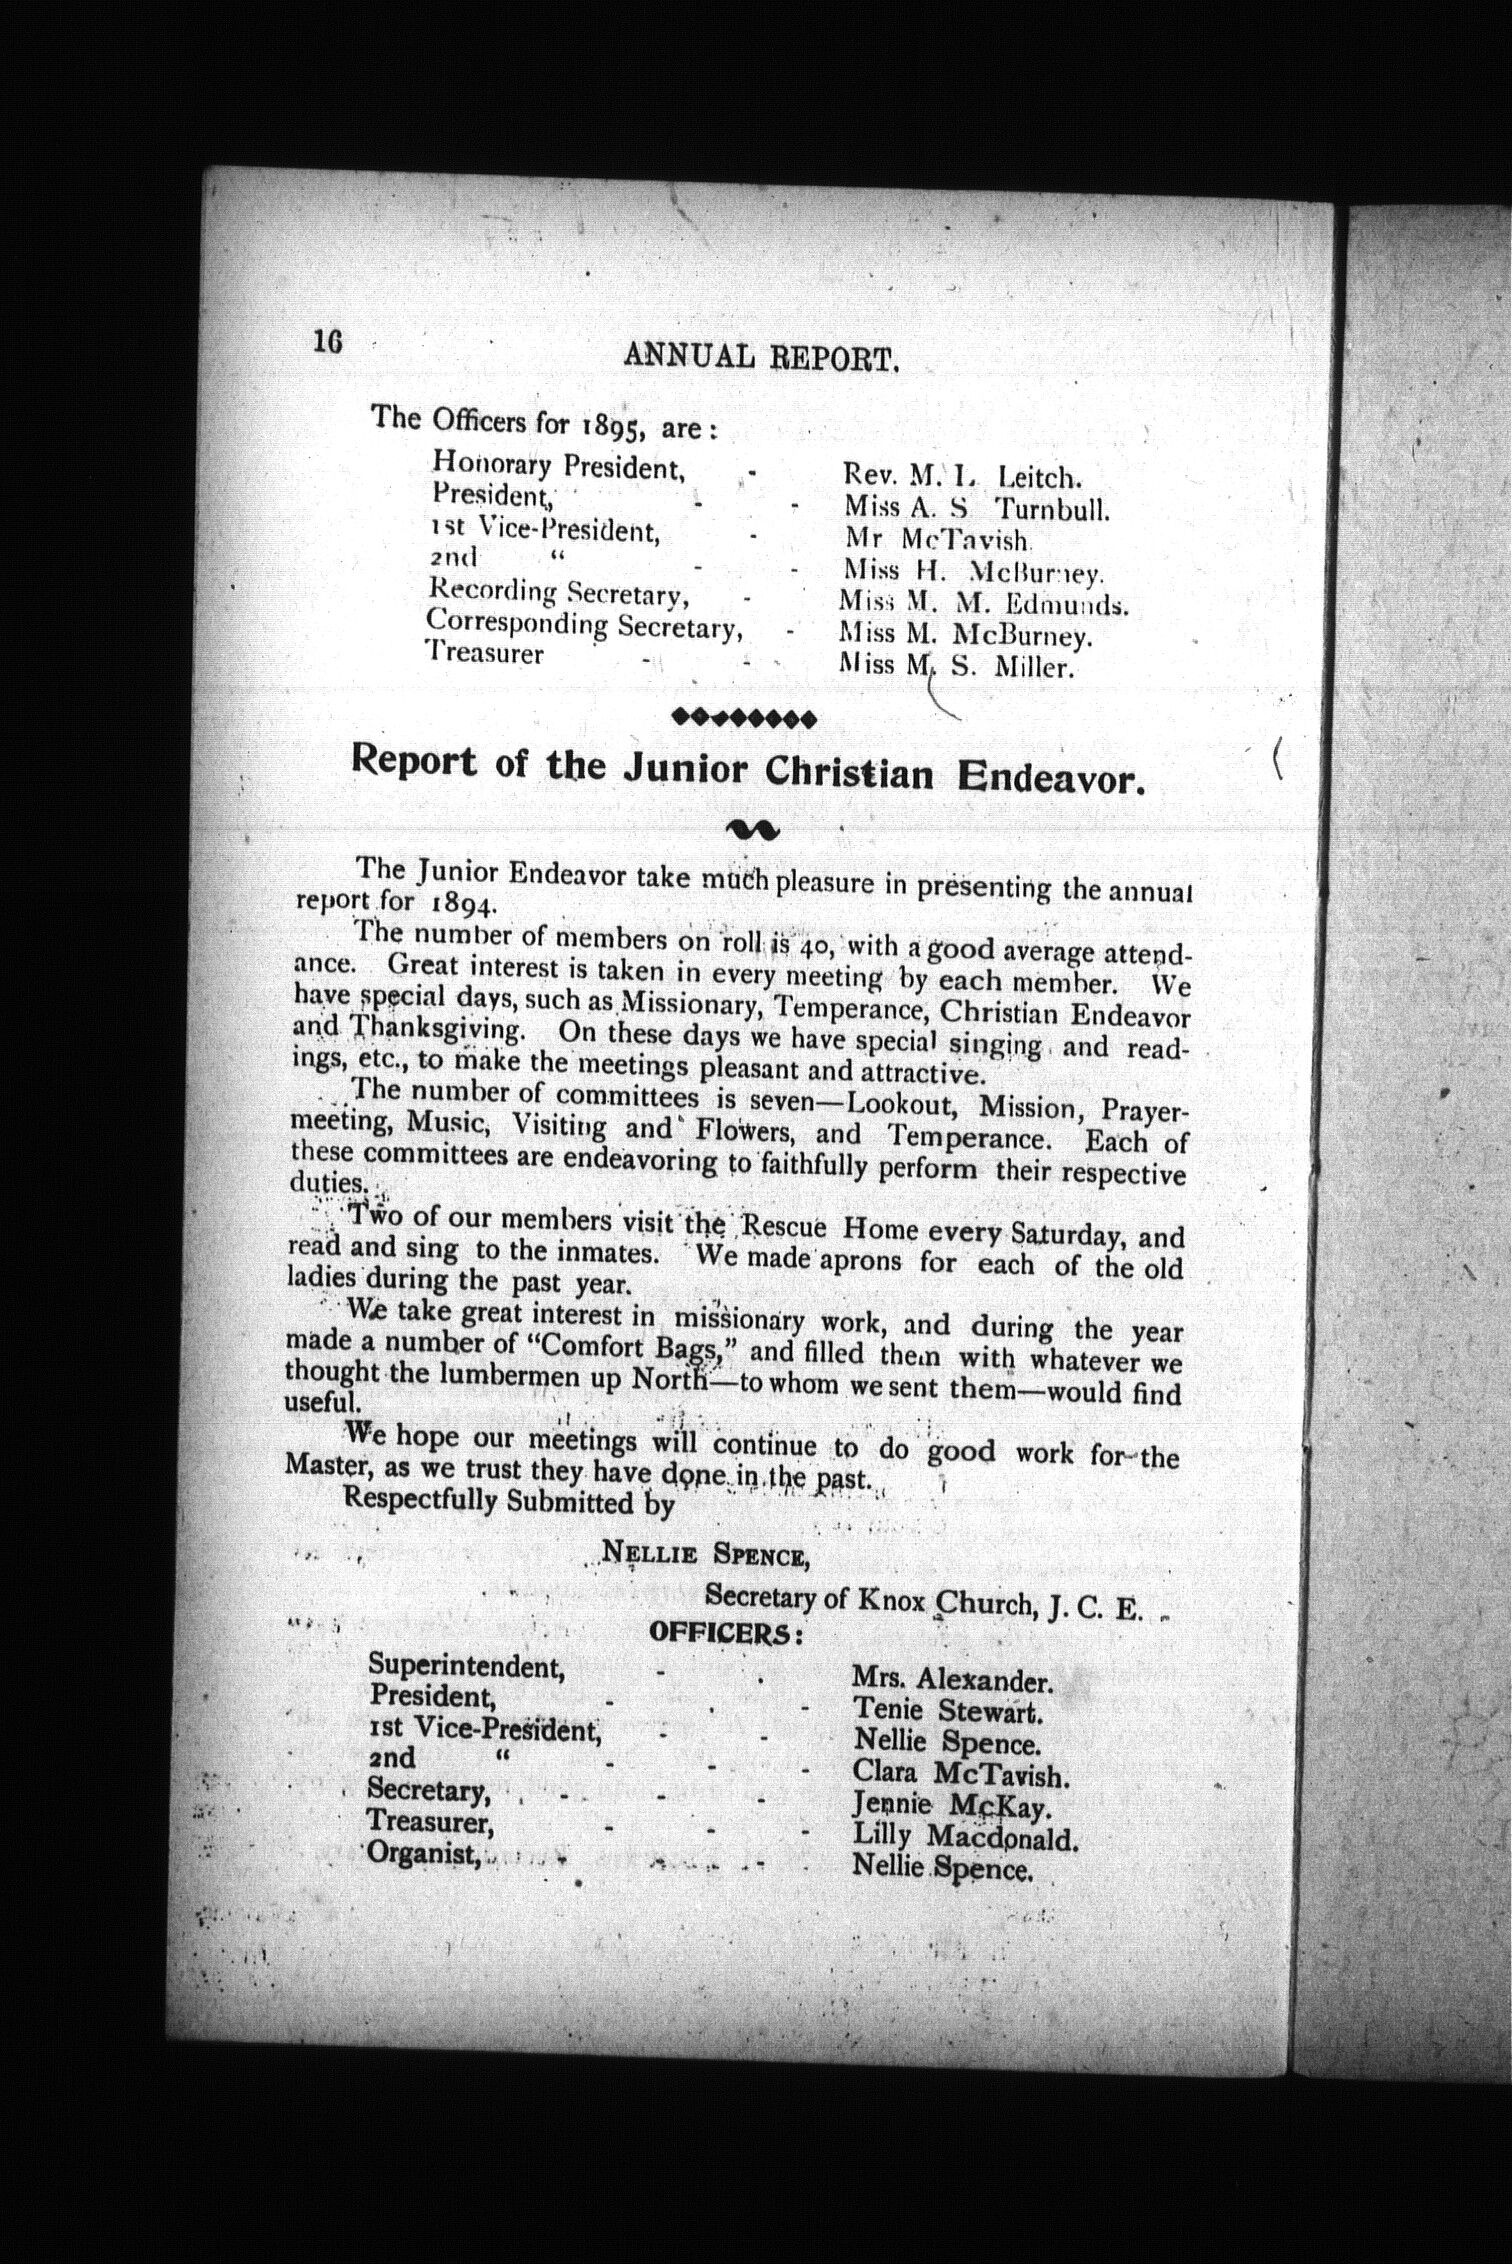 16
ANNUAL REPORT.
The Officers for 1895, are:
Honorary President, - Rev. M. L. Leitch.
President, - - Miss A. S Turnbull.
1st Vice-President, - Mr McTavish.
2nd " - - Miss H. McBurney.
Recording Secretary, - Miss M. M. Edmunds.
Corresponding Secretary, - Miss M. McBurney.
Treasurer - - Miss M. S. Miller.
Report of the Junior Christian Endeavor.
The Junior Endeavor take much pleasure in presenting the annual
report for 1894.
The number of members on roll is 40, with a good average attend-
ance. Great interest is taken in every meeting by each member. We
have special days, such as Missionary, Temperance, Christian Endeavor
and Thanksgiving. On these days we have special singing and read-
ings, etc., to make the meetings pleasant and attractive.
The number of committees is seven—Lookout, Mission, Prayer-
meeting, Music, Visiting and Flowers, and Temperance. Each of
these committees are endeavoring to faithfully perform their respective
duties.
Two of our members visit the Rescue Home every Saturday, and
read and sing to the inmates. We made aprons for each of the old
ladies during the past year.
We take great interest in missionary work, and during the year
made a number of "Comfort Bags," and filled them with whatever we
thought the lumbermen up North—to whom we sent them—would find
useful.
We hope our meetings will continue to do good work for the
Master, as we trust they have done in the past.
Respectfully Submitted by
NELLIE SPENCE,
Secretary of Knox Church, J. C. E.
OFFICERS:
Superintendent, - - Mrs. Alexander.
President, - - - Tenie Stewart.
1st Vice-President, - - Nellie Spence.
2nd " - - - Clara McTavish.
Secretary, - - - Jennie McKay.
Treasurer, - - - Lilly Macdonald.
Organist, - - - Nellie Spence.